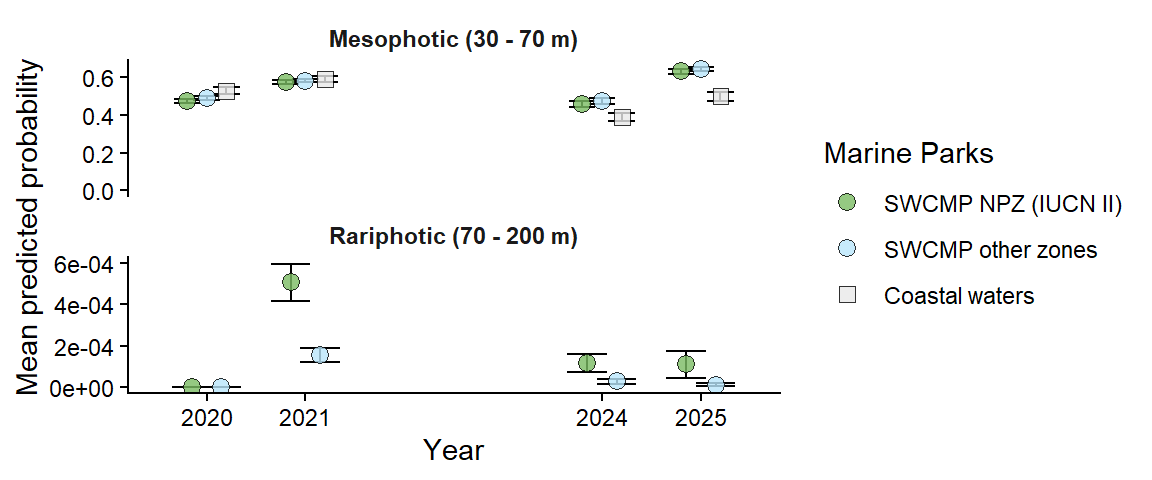 Mesophotic (30 - 70 m)
0.6
0.4
0.2
0.0
Mean predicted probability
Rariphotic (70 - 200 m)
6e-04
4e-04
2e-04
0e+00
2020 2021 2024 2025
Year
Marine Parks
SWCMP NPZ (IUCN II)
SWCMP other zones
Coastal waters